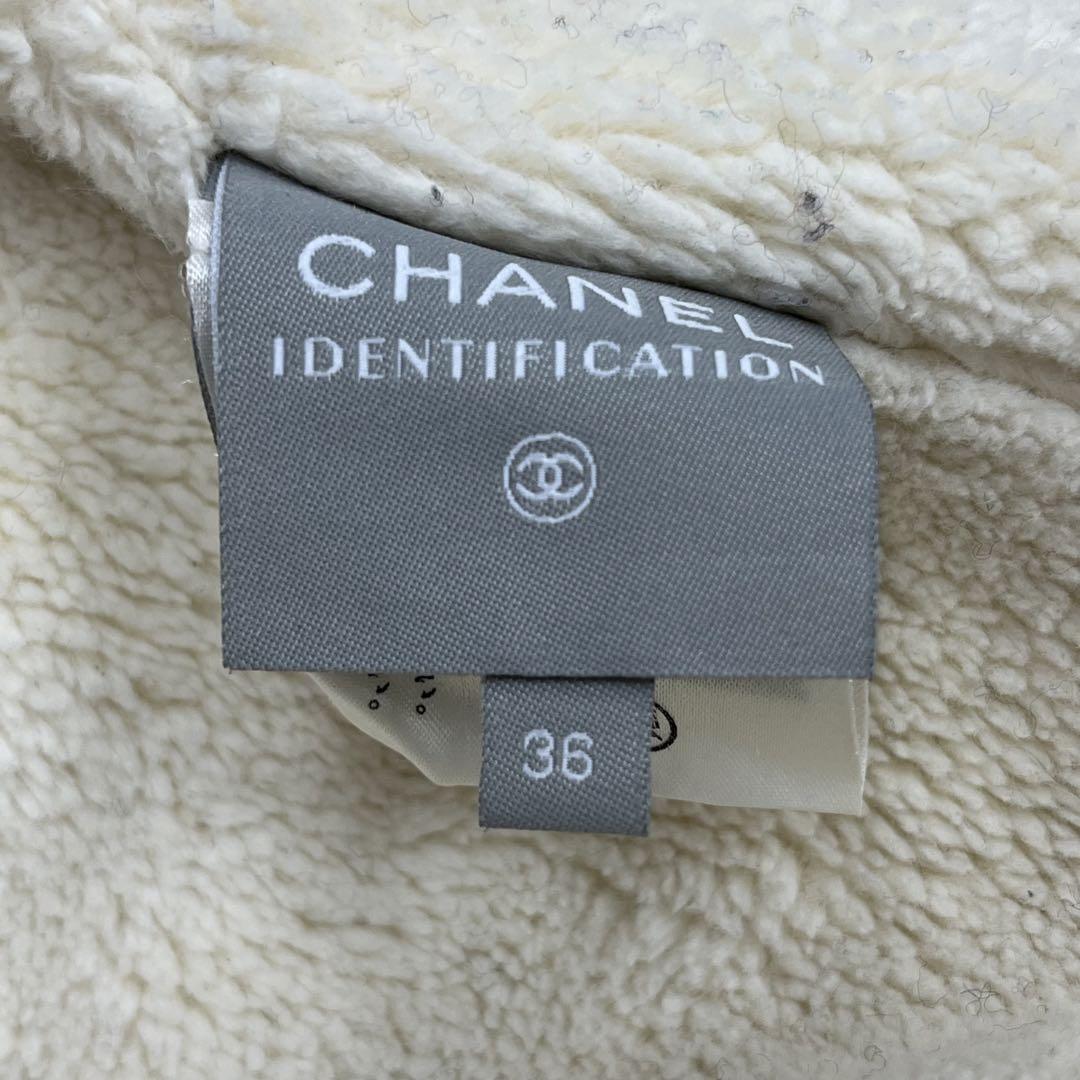 CHANEL
IDENTIFICATION
36